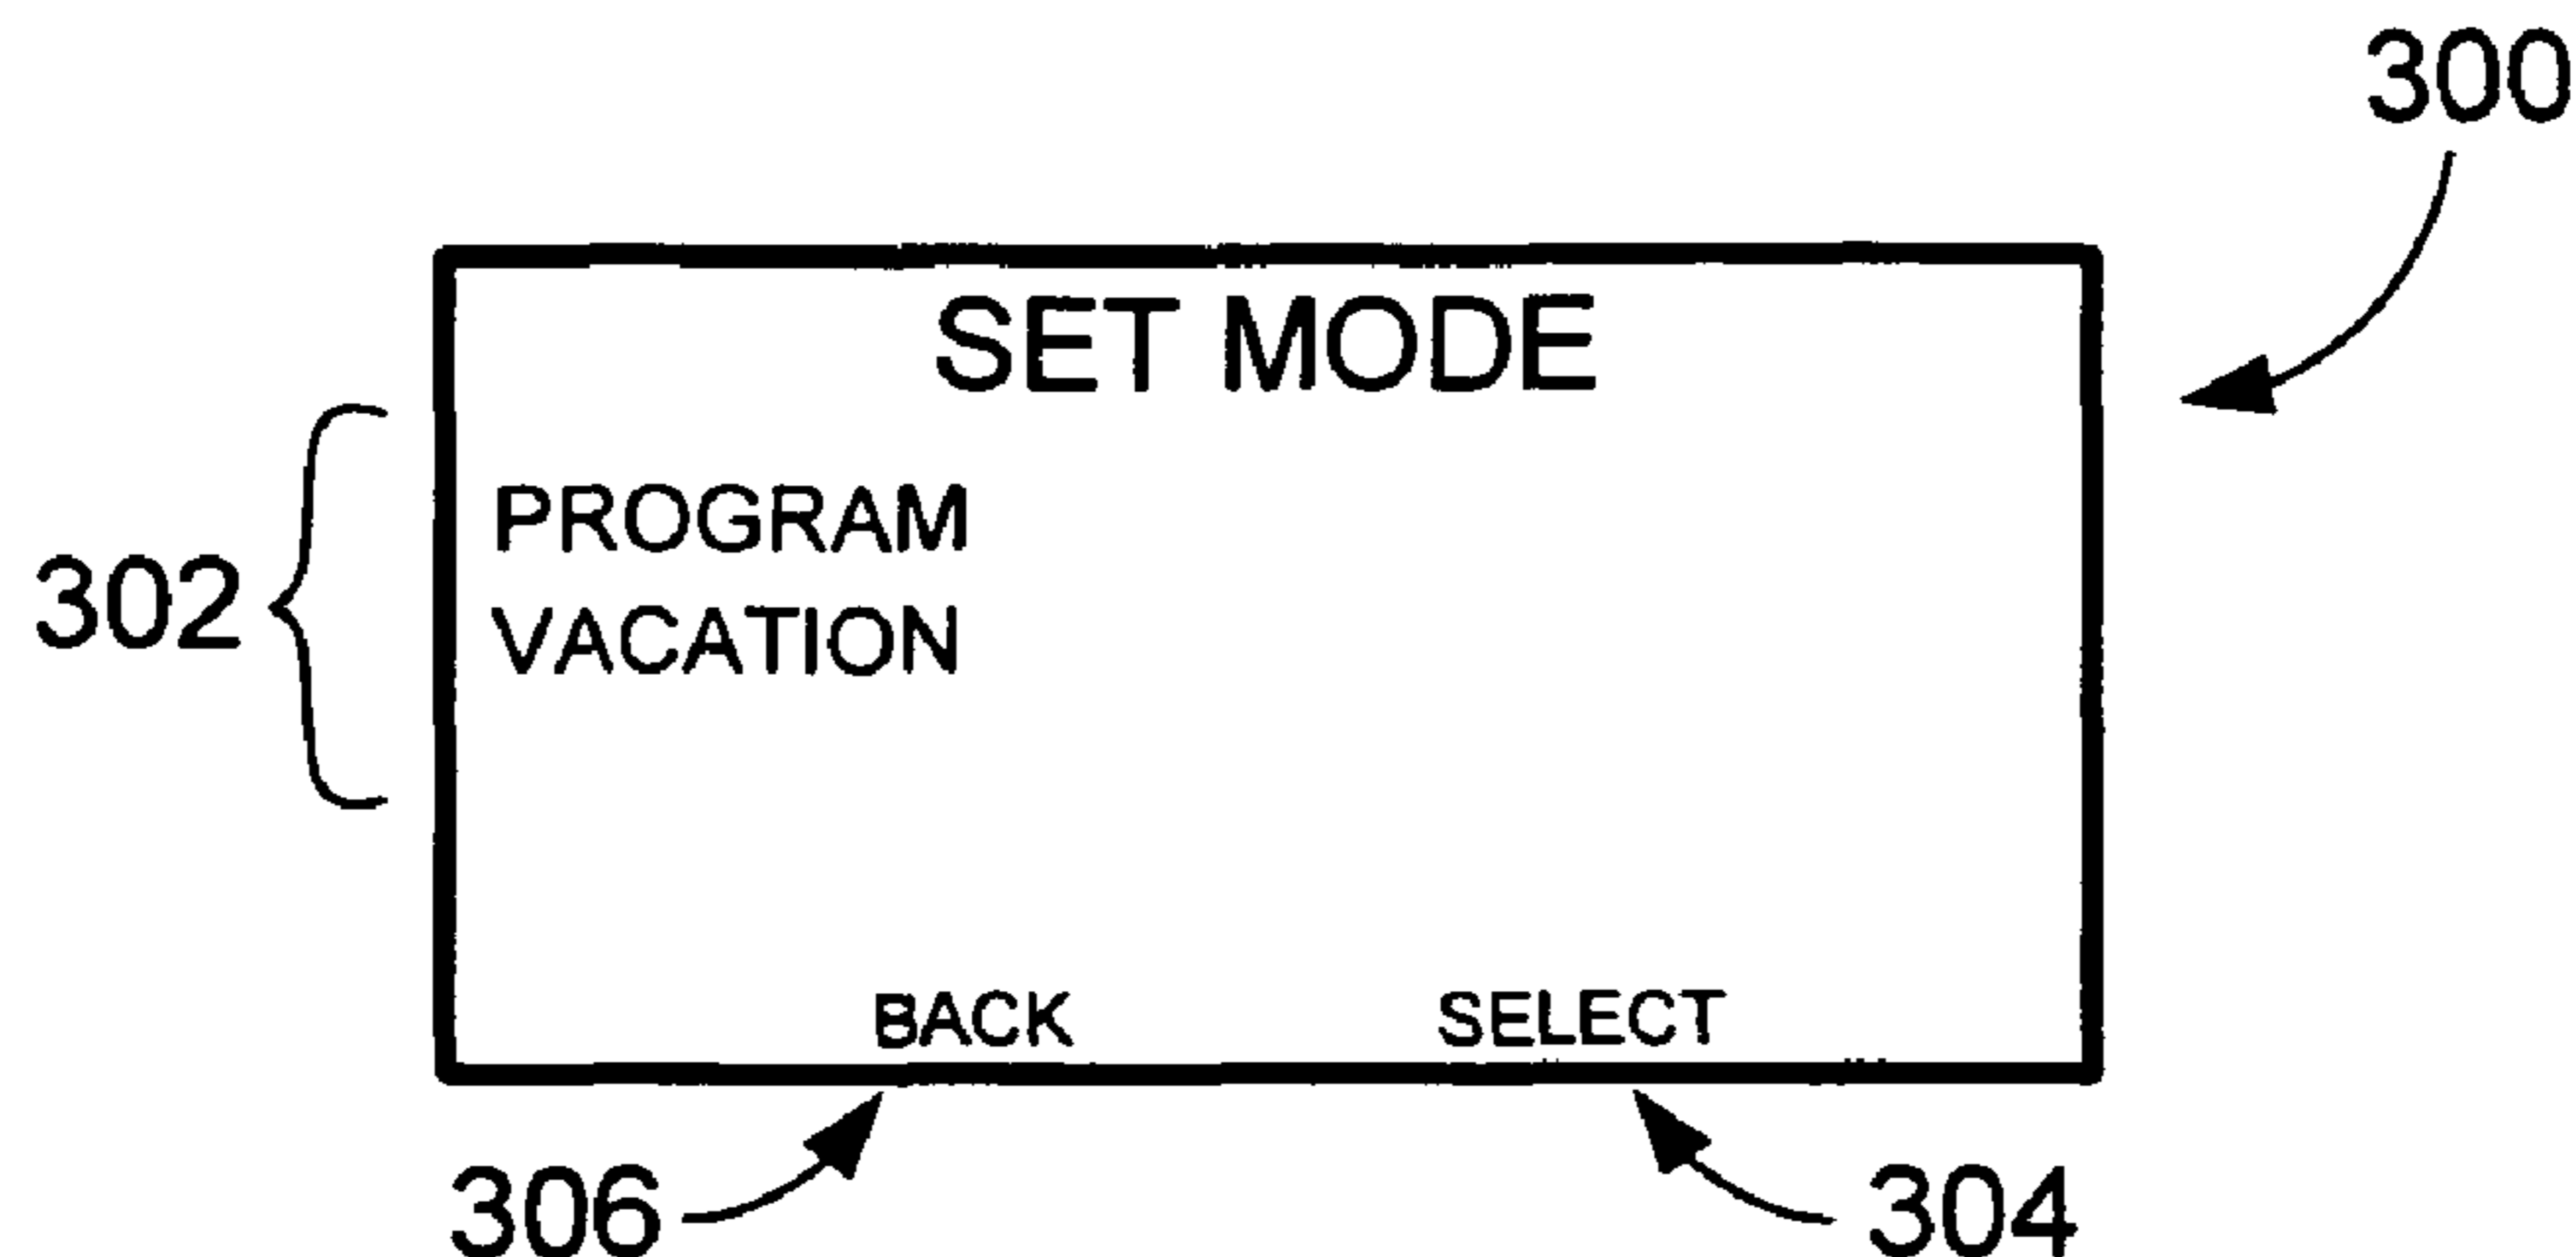 300
SET MODE
PROGRAM
302
VACATION
BACK SELECT
306 304